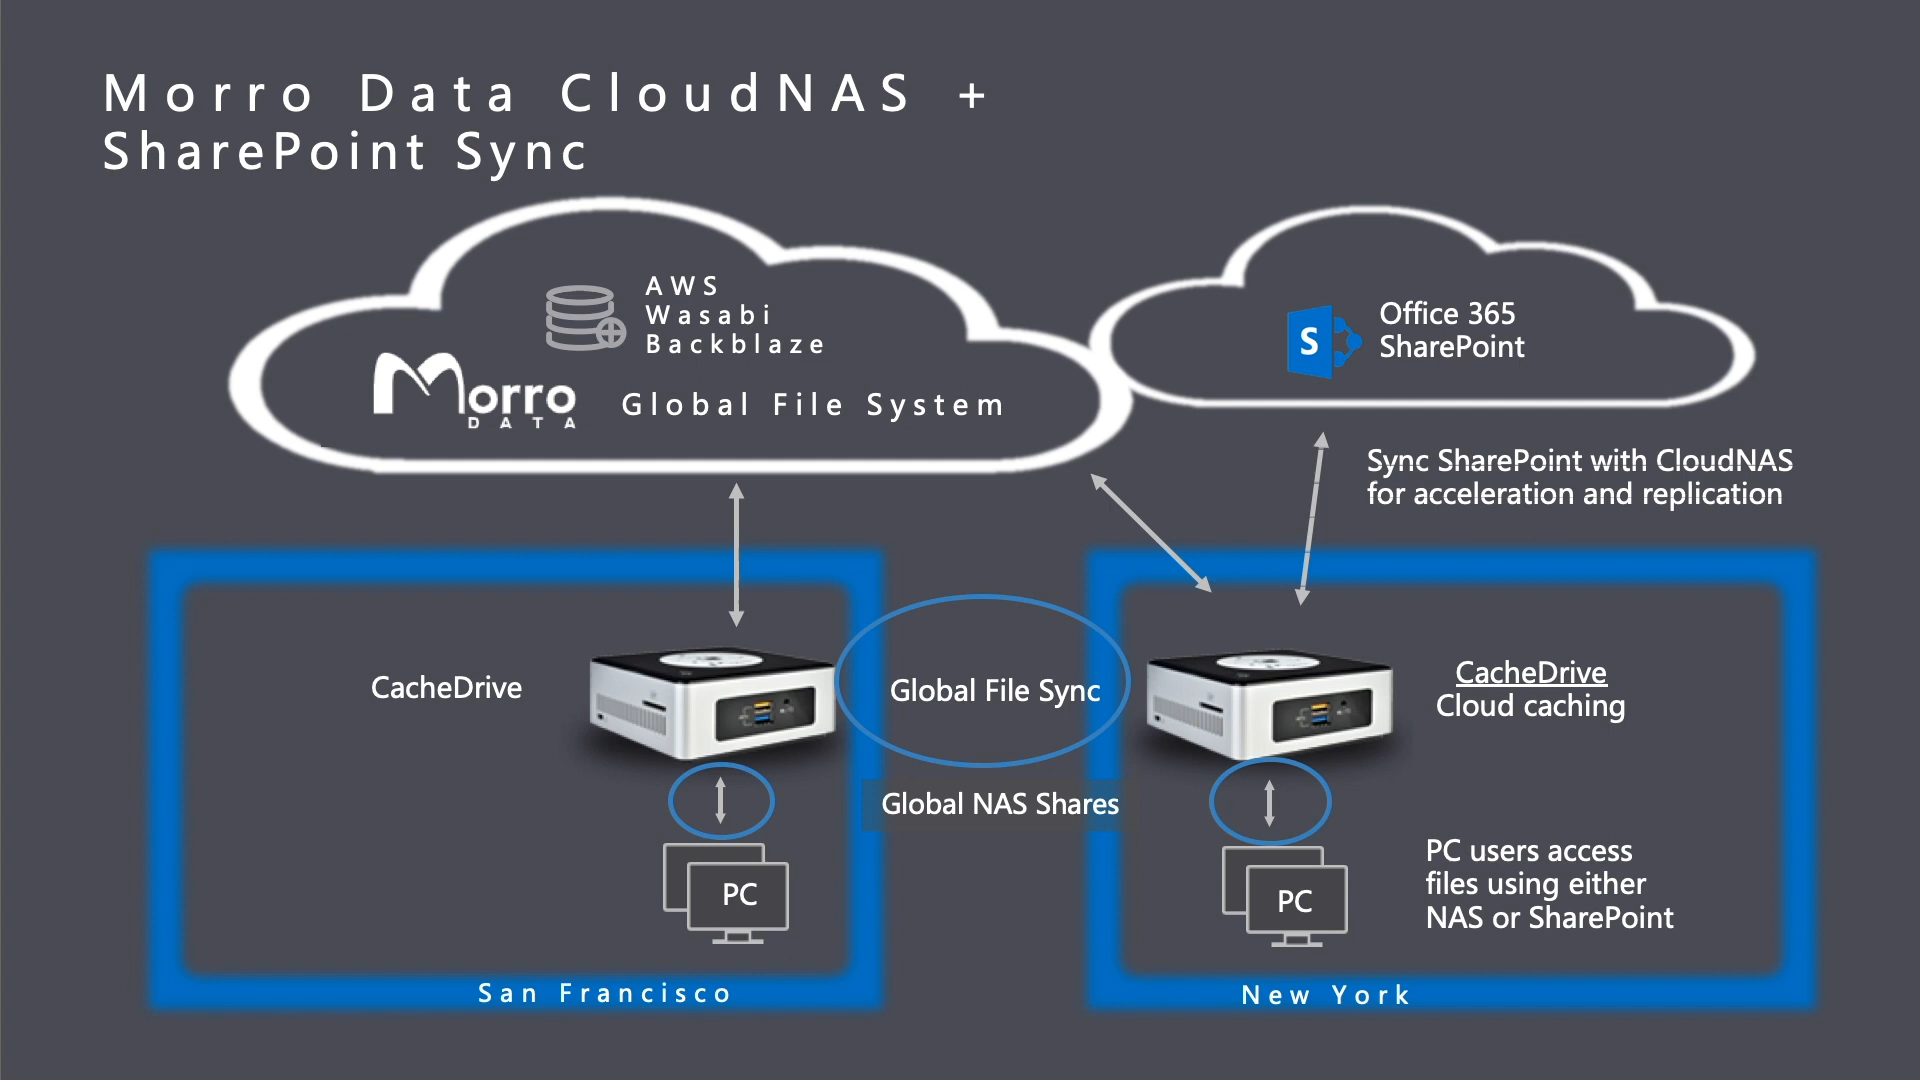 Morro Data CloudNAS +
SharePoint Sync
AWS
Wasabi
Backblaze
Morro
DATA
Global File System
S
Office 365
SharePoint
Sync SharePoint with CloudNAS
for acceleration and replication
CacheDrive
Global File Sync
CacheDrive
Cloud caching
Global NAS Shares
PC
PC
PC users access
files using either
NAS or SharePoint
San Francisco
New York